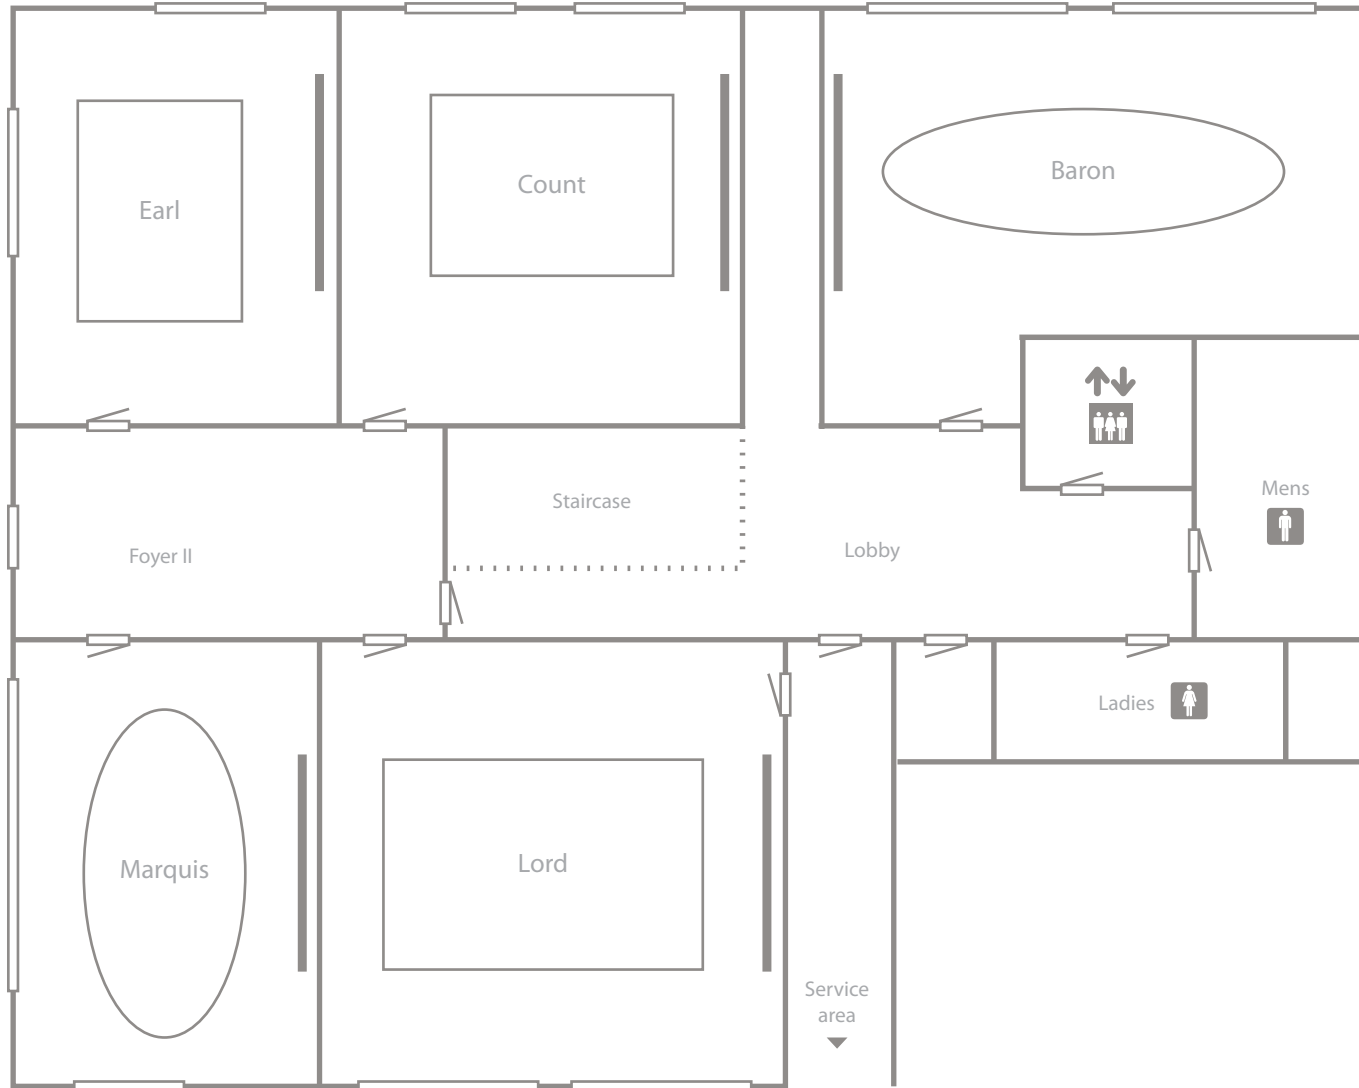 Earl
Count
Baron
Staircase
Mens
Foyer II
Lobby
Ladies
Marquis
Lord
Service
area